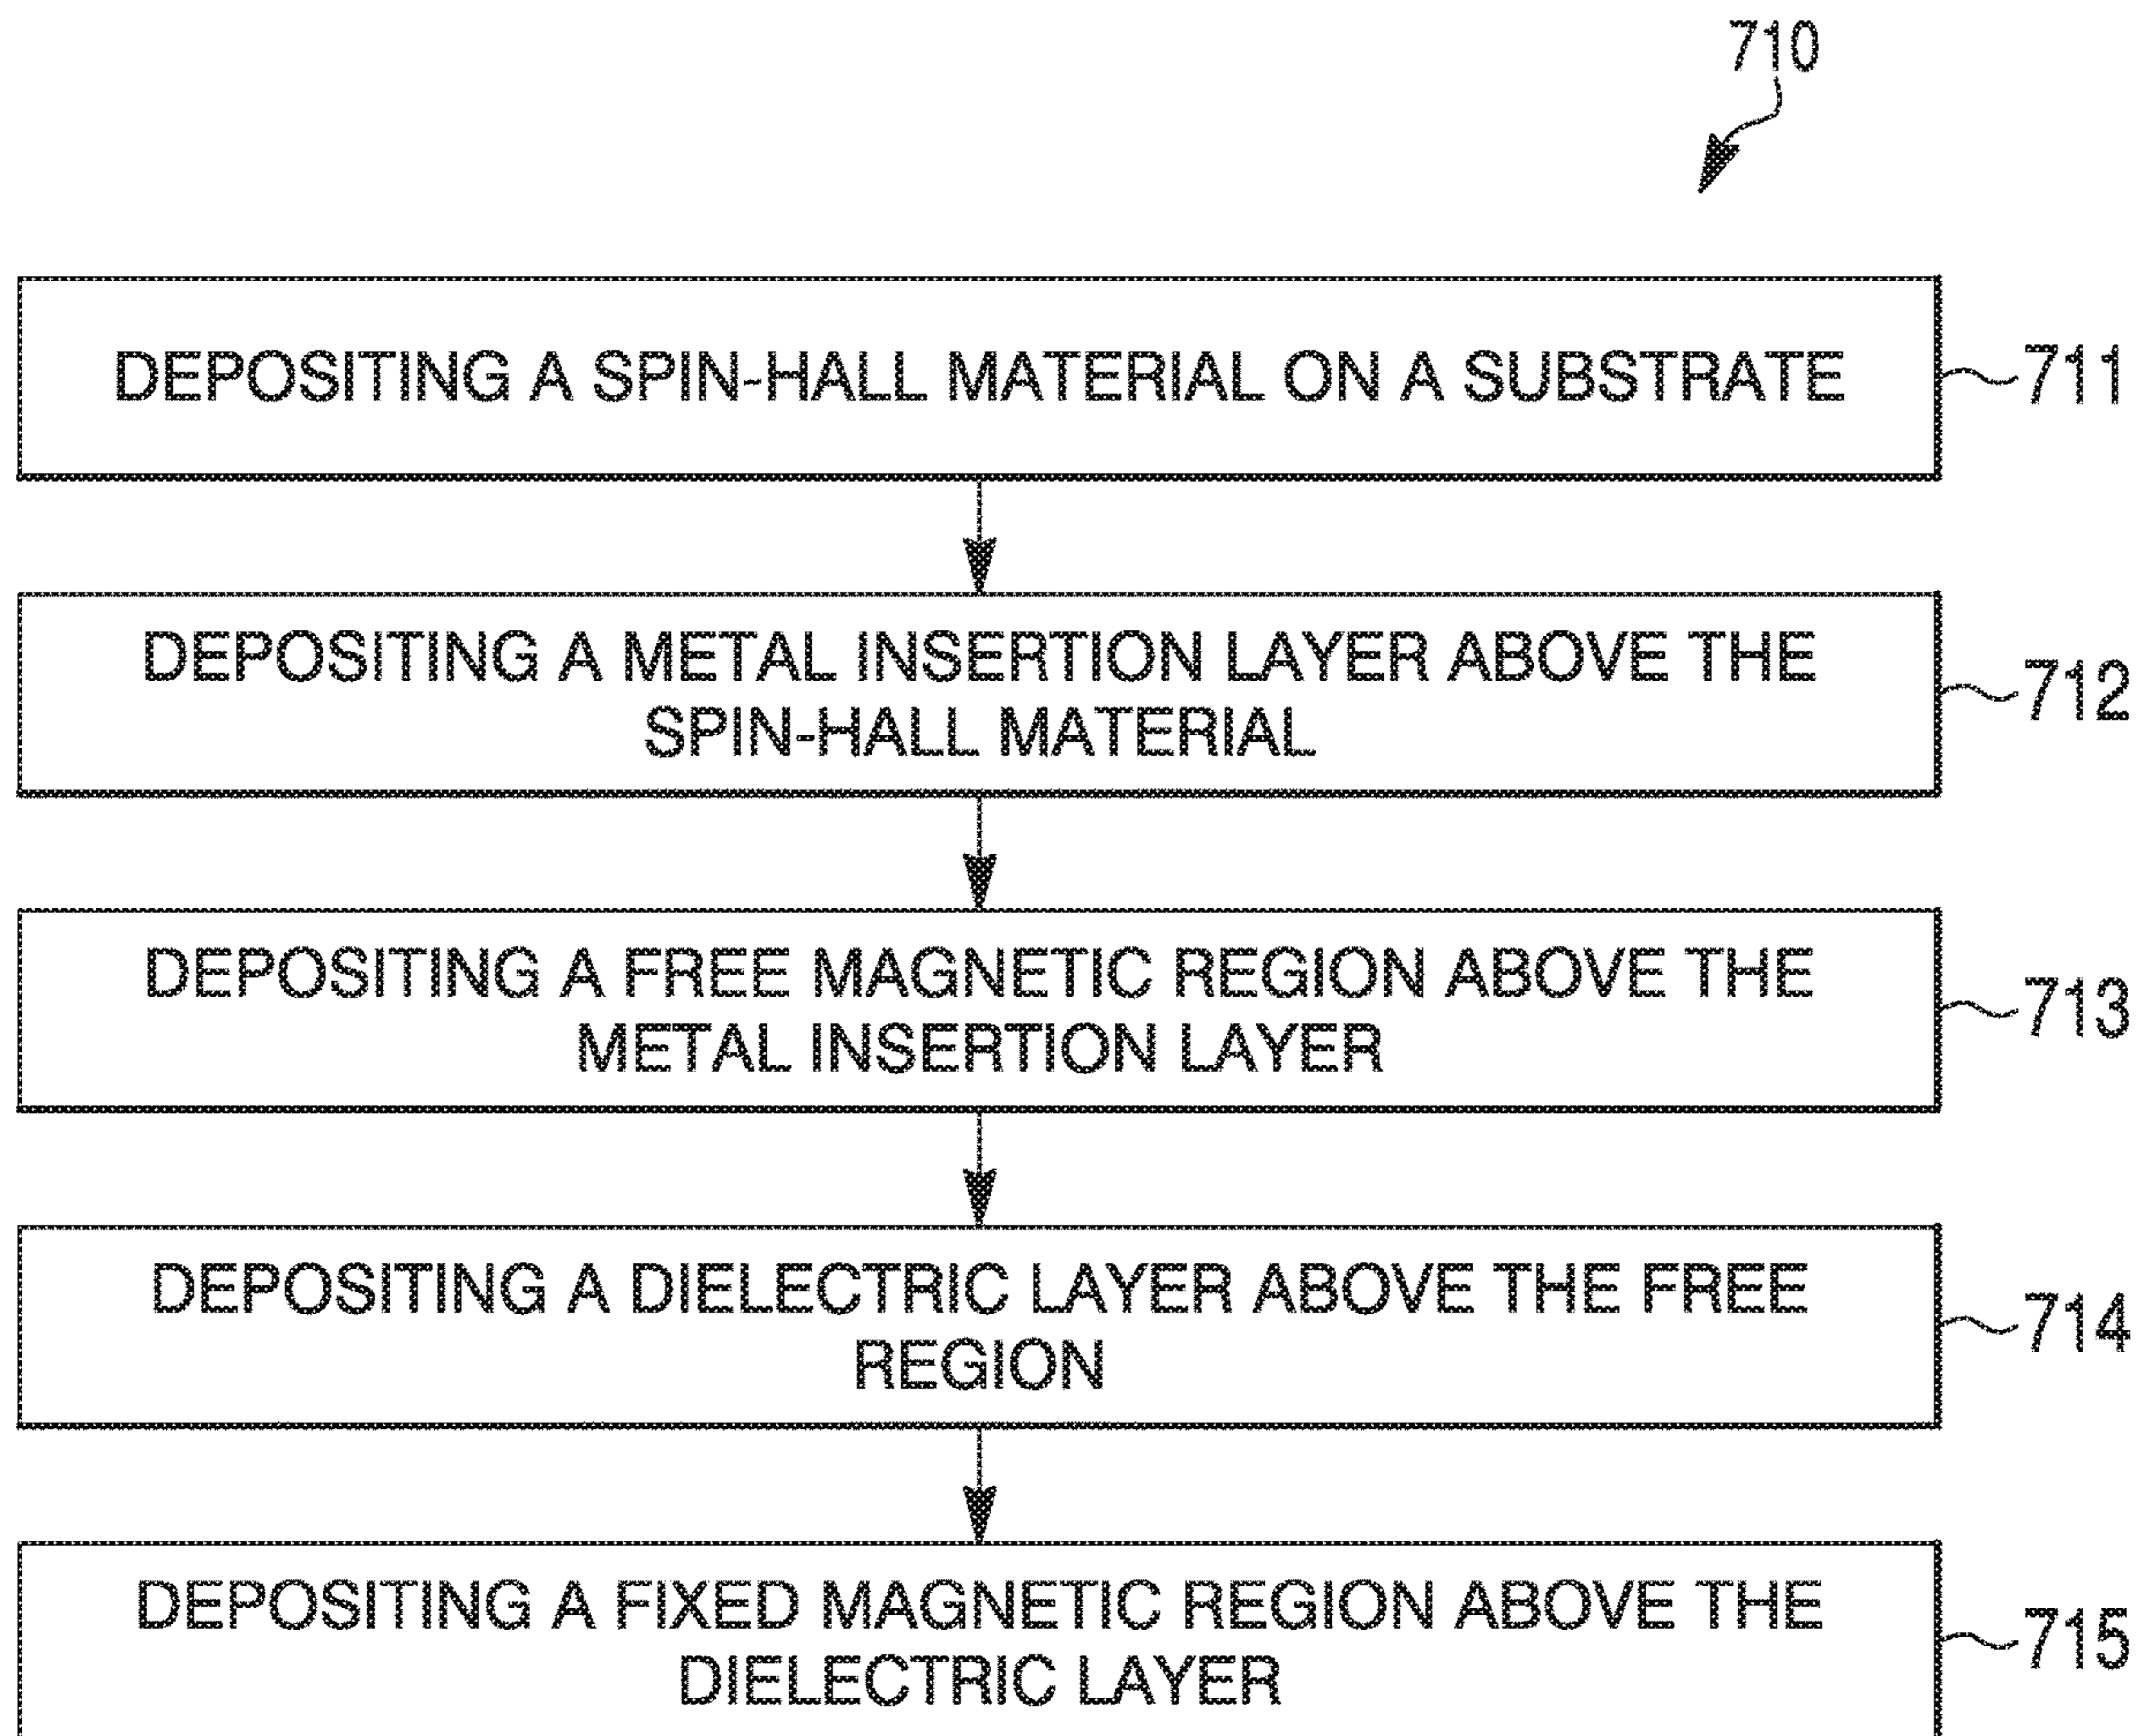 710
DEPOSITING A SPIN-HALL MATERIAL ON A SUBSTRATE
711
DEPOSITING A METAL INSERTION LAYER ABOVE THE
SPIN-HALL MATERIAL
712
DEPOSITING A FREE MAGNETIC REGION ABOVE THE
METAL INSERTION LAYER
713
DEPOSITING A DIELECTRIC LAYER ABOVE THE FREE
REGION
714
DEPOSITING A FIXED MAGNETIC REGION ABOVE THE
DIELECTRIC LAYER
715